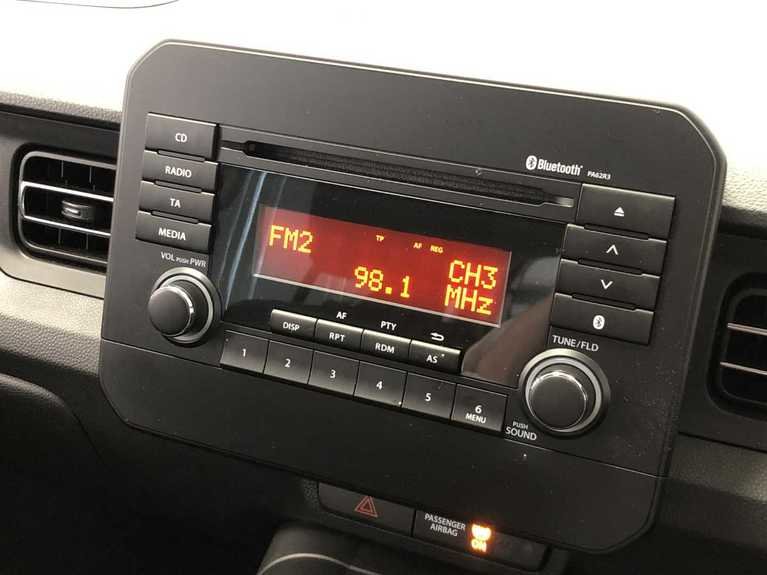 CD
Bluetooth®
PA62R3
RADIO
TA
MEDIA
TP AF REG
FM2 CH3
98.1 MHz
VOL PUSH PWR
AF
PTY
DISP
RPT
RDM
AS
TUNE/FLD
1
2
3
4
5
6
MENU
PUSH
SOUND
PASSENGER
AIRBAG
ON